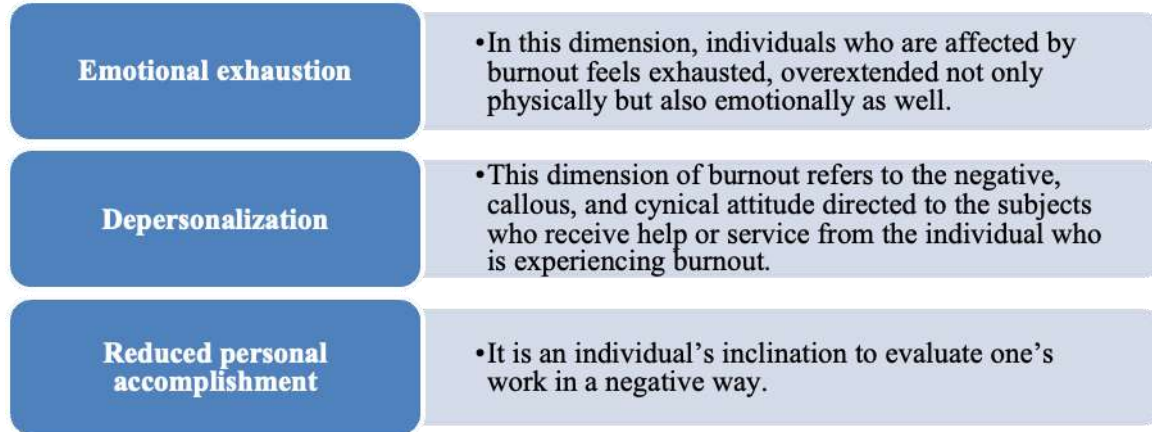 Emotional exhaustion
•In this dimension, individuals who are affected by
burnout feels exhausted, overextended not only
physically but also emotionally as well.
Depersonalization
•This dimension of burnout refers to the negative,
callous, and cynical attitude directed to the subjects
who receive help or service from the individual who
is experiencing burnout.
Reduced personal
accomplishment
•It is an individual’s inclination to evaluate one’s
work in a negative way.